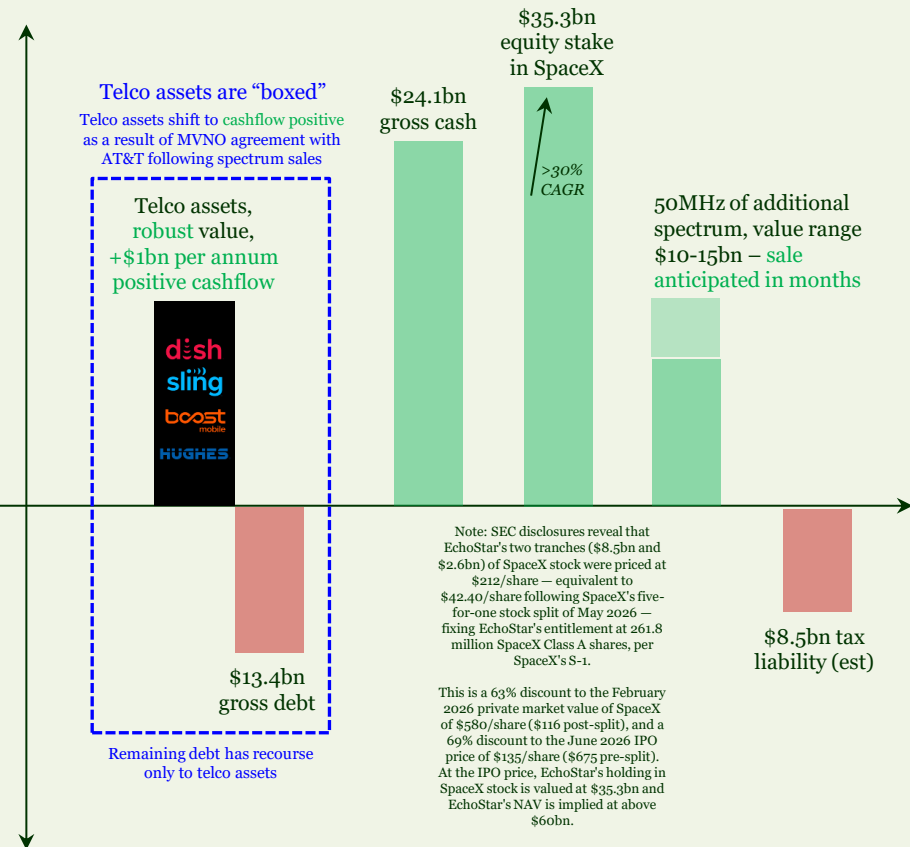 $35.3bn
equity stake
in SpaceX
Telco assets are “boxed”
Telco assets shift to cashflow positive
as a result of MVNO agreement with
AT&T following spectrum sales
$24.1bn
gross cash
>30%
CAGR
Telco assets,
robust value,
+$1bn per annum
positive cashflow
50MHz of additional
spectrum, value range
$10-15bn – sale
anticipated in months
dish
sling
boost
mobile
HUGHES
$13.4bn
gross debt
Remaining debt has recourse
only to telco assets
Note: SEC disclosures reveal that
EchoStar's two tranches ($8.5bn and
$2.6bn) of SpaceX stock were priced at
$212/share — equivalent to
$42.40/share following SpaceX's five-
for-one stock split of May 2026 —
fixing EchoStar's entitlement at 261.8
million SpaceX Class A shares, per
SpaceX's S-1.
This is a 63% discount to the February
2026 private market value of SpaceX
of $580/share ($116 post-split), and a
69% discount to the June 2026 IPO
price of $135/share ($675 pre-split).
At the IPO price, EchoStar's holding in
SpaceX stock is valued at $35.3bn and
EchoStar's NAV is implied at above
$60bn.
$8.5bn tax
liability (est)